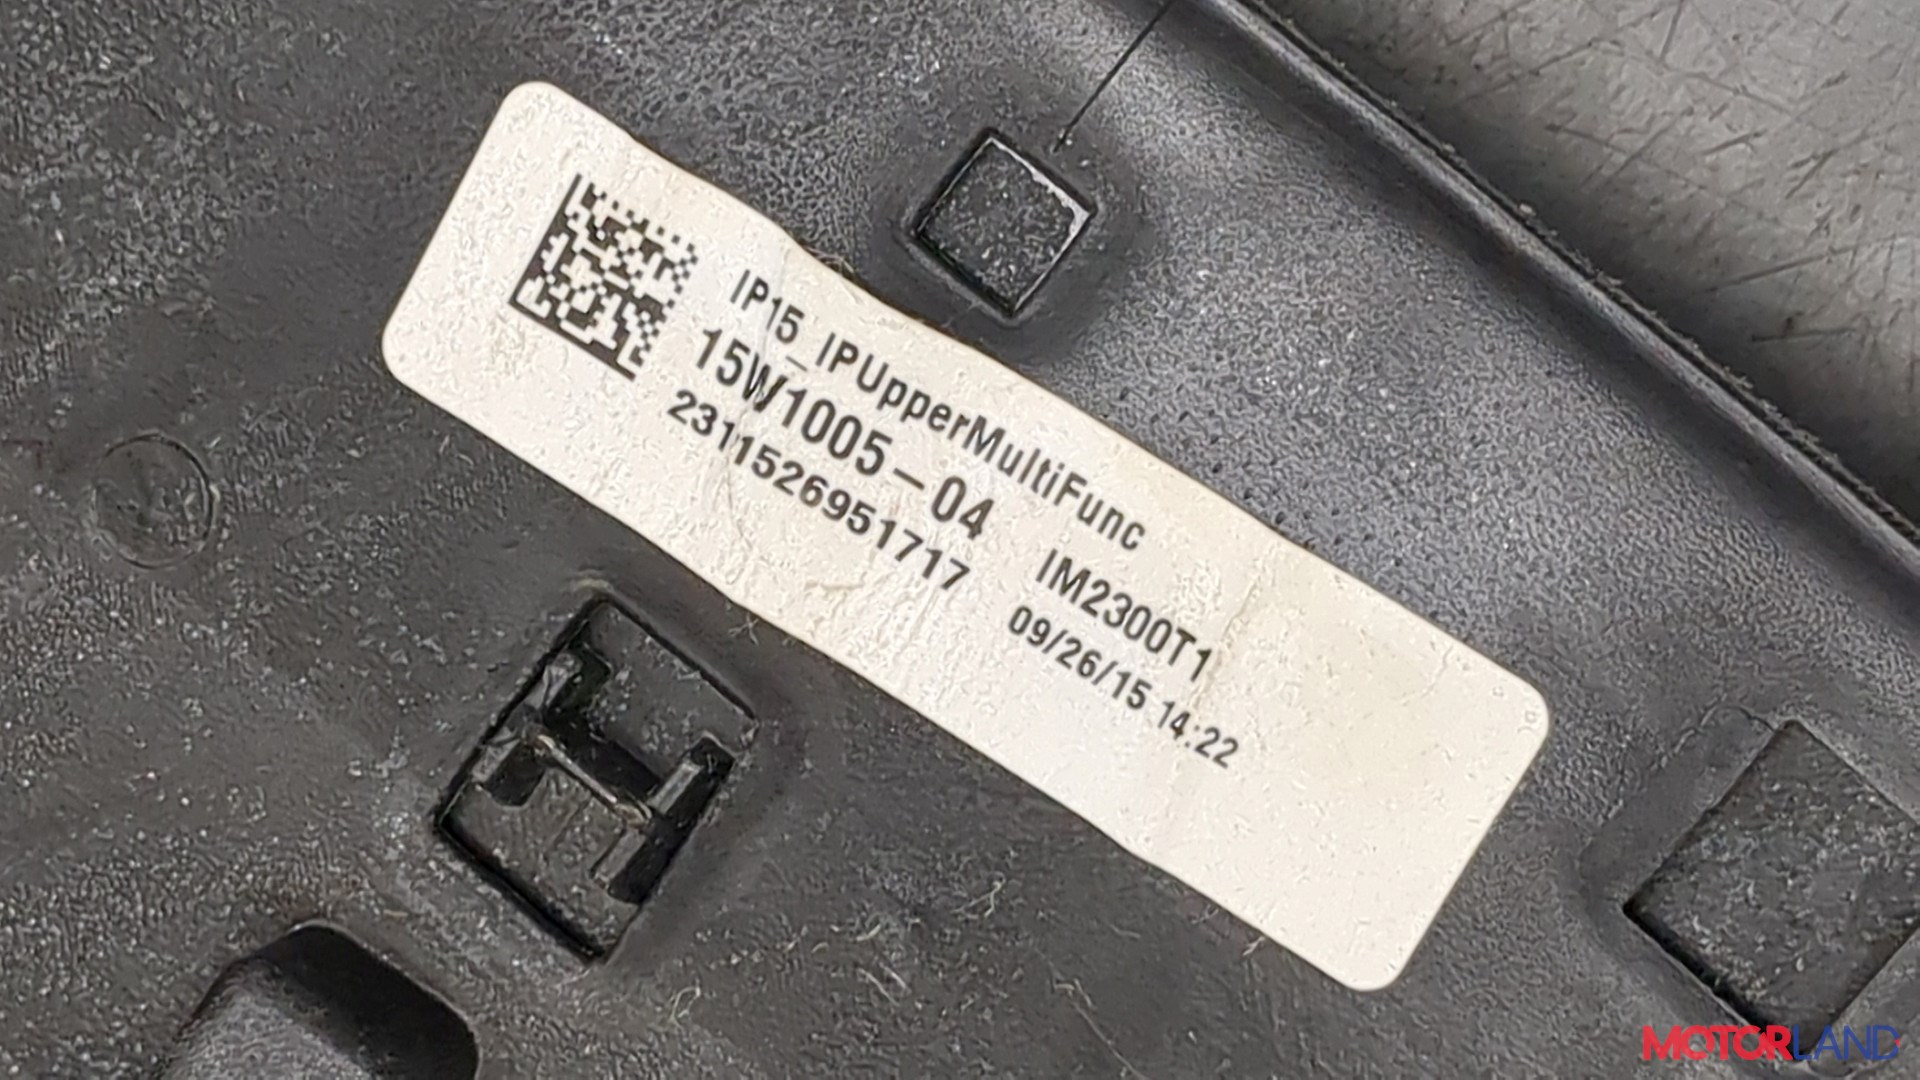 IP15_IPUpperMultiFunc
15W1005-04 IM2300T1
2311526951717 09/26/15 14:22
MOTORLAND